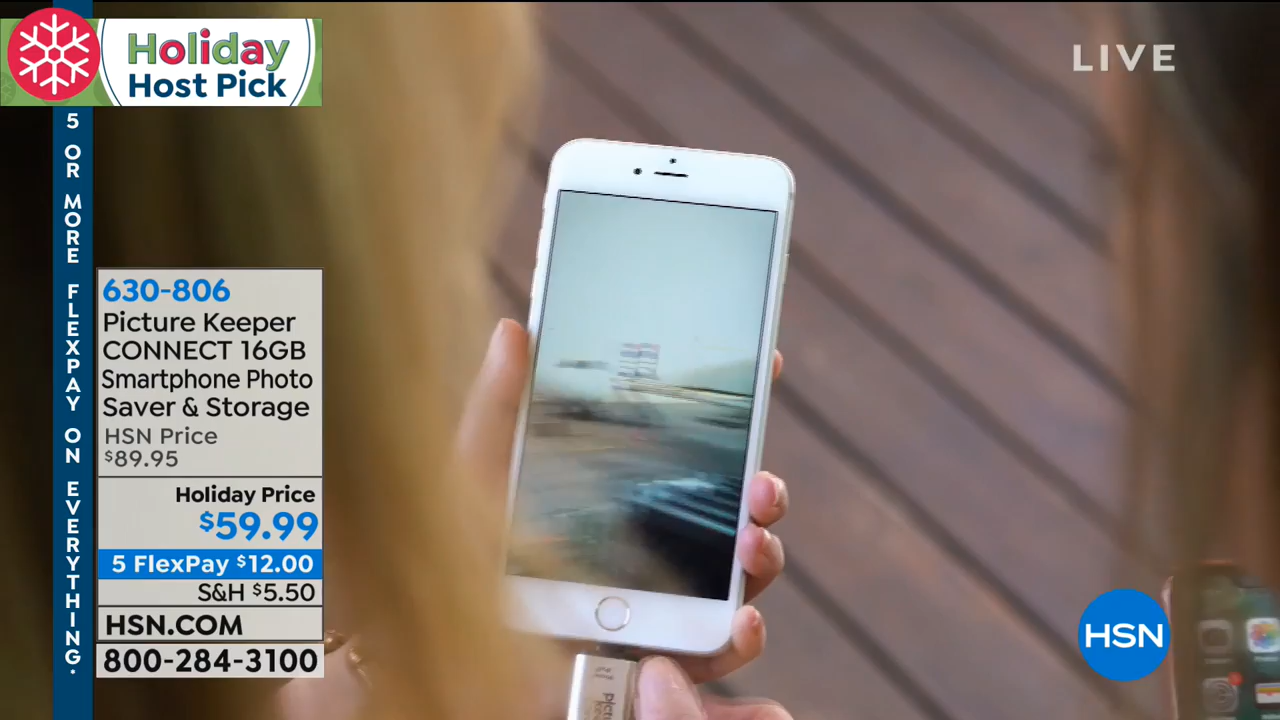 Holiday
Host Pick
LIVE
5 OR MORE FLEXPAY ON EVERYTHING.
630-806
Picture Keeper
CONNECT 16GB
Smartphone Photo
Saver & Storage
HSN Price
$89.95
Holiday Price
$59.99
5 FlexPay $12.00
S&H $5.50
HSN.COM
800-284-3100
HSN